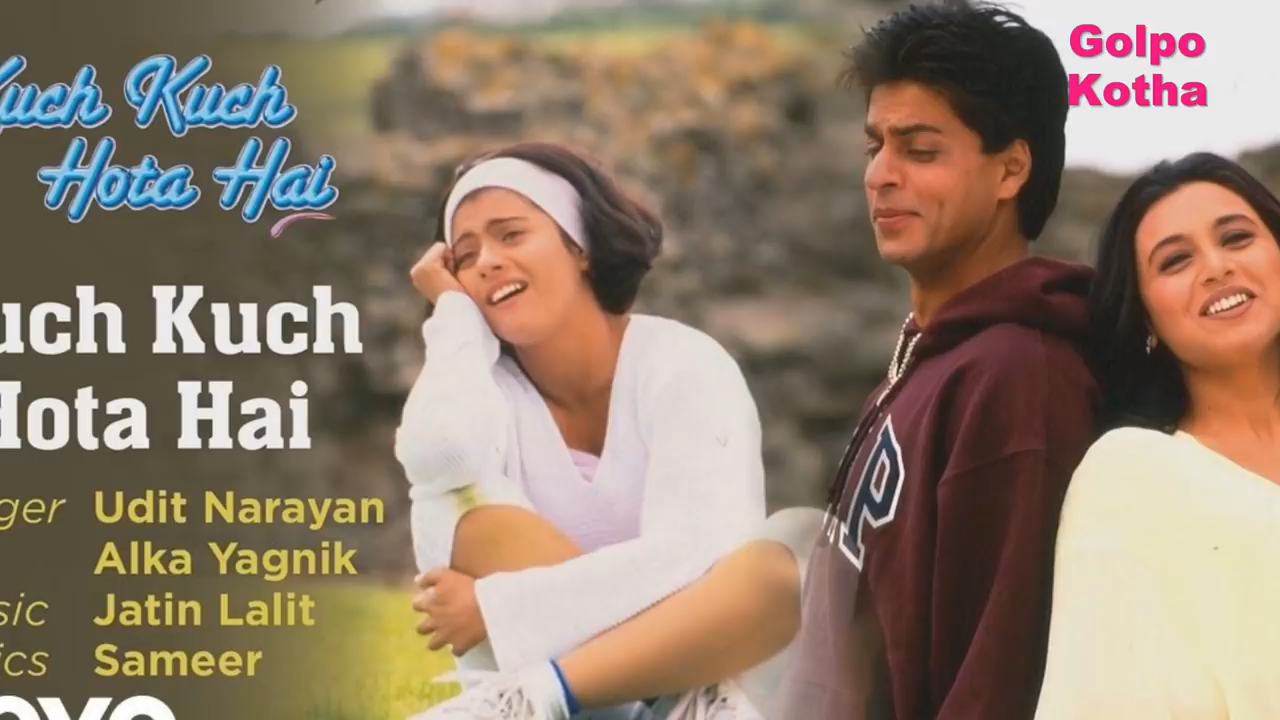 Kuch Kuch
Hota Hai
uch Kuch
Hota Hai
ger Udit Narayan
Alka Yagnik
sic Jatin Lalit
ics Sameer
evo
Golpo
Kotha